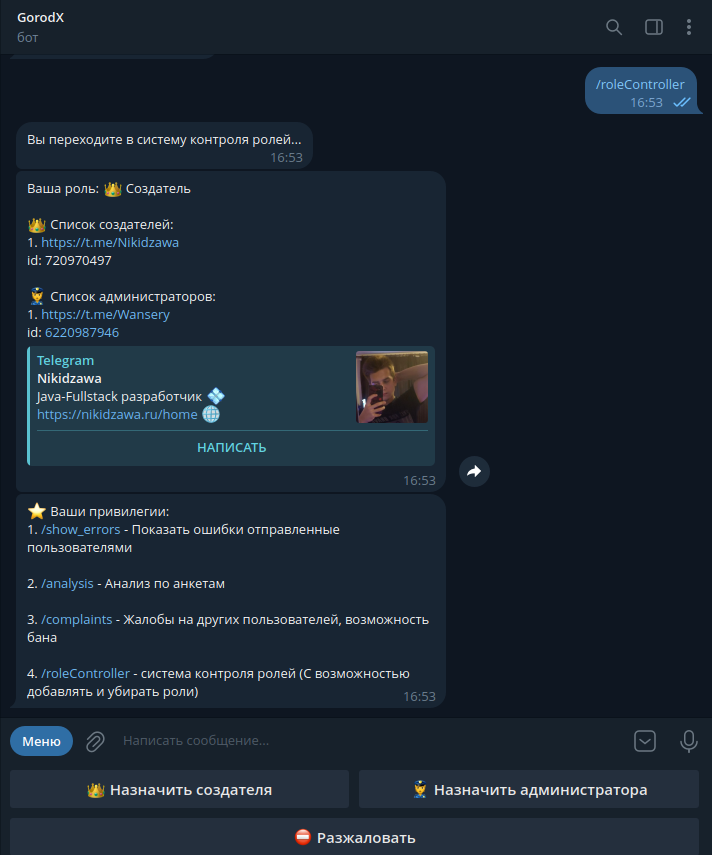 GorodX
бот
/roleController
16:53
Вы переходите в систему контроля ролей...
16:53
Ваша роль: 👑 Создатель
👑 Список создателей:
1. https://t.me/Nikidzawa
id: 720970497
👮 Список администраторов:
1. https://t.me/Wansery
id: 6220987946
Telegram
Nikidzawa
Java-Fullstack разработчик 💠
https://nikidzawa.ru/home 🌐
НАПИСАТЬ
16:53
⭐ Ваши привилегии:
1. /show_errors - Показать ошибки отправленные
пользователями
2. /analysis - Анализ по анкетам
3. /complaints - Жалобы на других пользователей, возможность
бана
4. /roleController - система контроля ролей (С возможностью
добавлять и убирать роли)
16:53
Меню
Написать сообщение...
👑 Назначить создателя
👮 Назначить администратора
⛔ Разжаловать